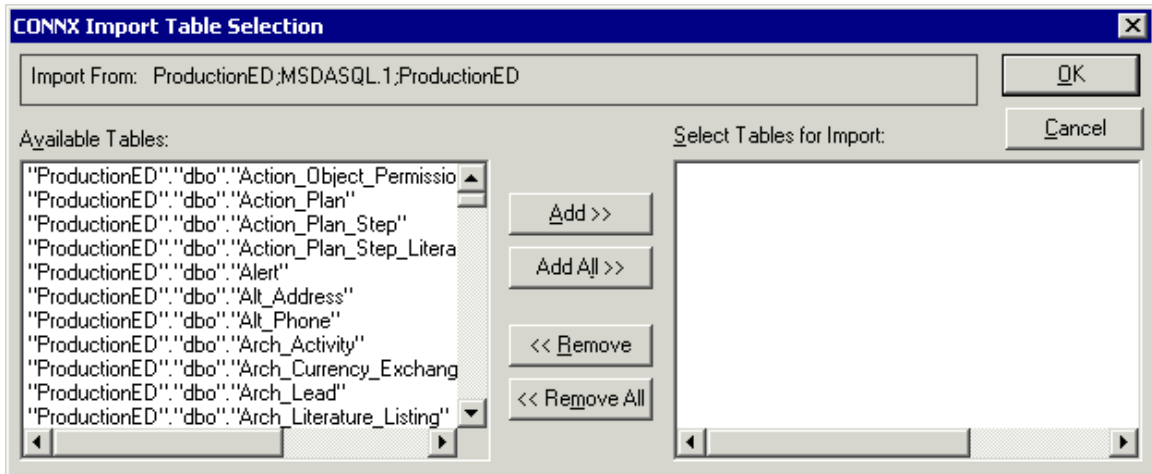 CONNX Import Table Selection
Import From: ProductionED;MSDASQL.1;ProductionED
OK
Cancel
Available Tables:
Select Tables for Import:
"ProductionED"."dbo"."Action_Object_Permissio
"ProductionED"."dbo"."Action_Plan"
"ProductionED"."dbo"."Action_Plan_Step"
"ProductionED"."dbo"."Action_Plan_Step_Litera
"ProductionED"."dbo"."Alert"
"ProductionED"."dbo"."Alt_Address"
"ProductionED"."dbo"."Alt_Phone"
"ProductionED"."dbo"."Arch_Activity"
"ProductionED"."dbo"."Arch_Currency_Exchang
"ProductionED"."dbo"."Arch_Lead"
"ProductionED"."dbo"."Arch_Literature_Listing"
Add >>
Add All >>
<< Remove
<< Remove All